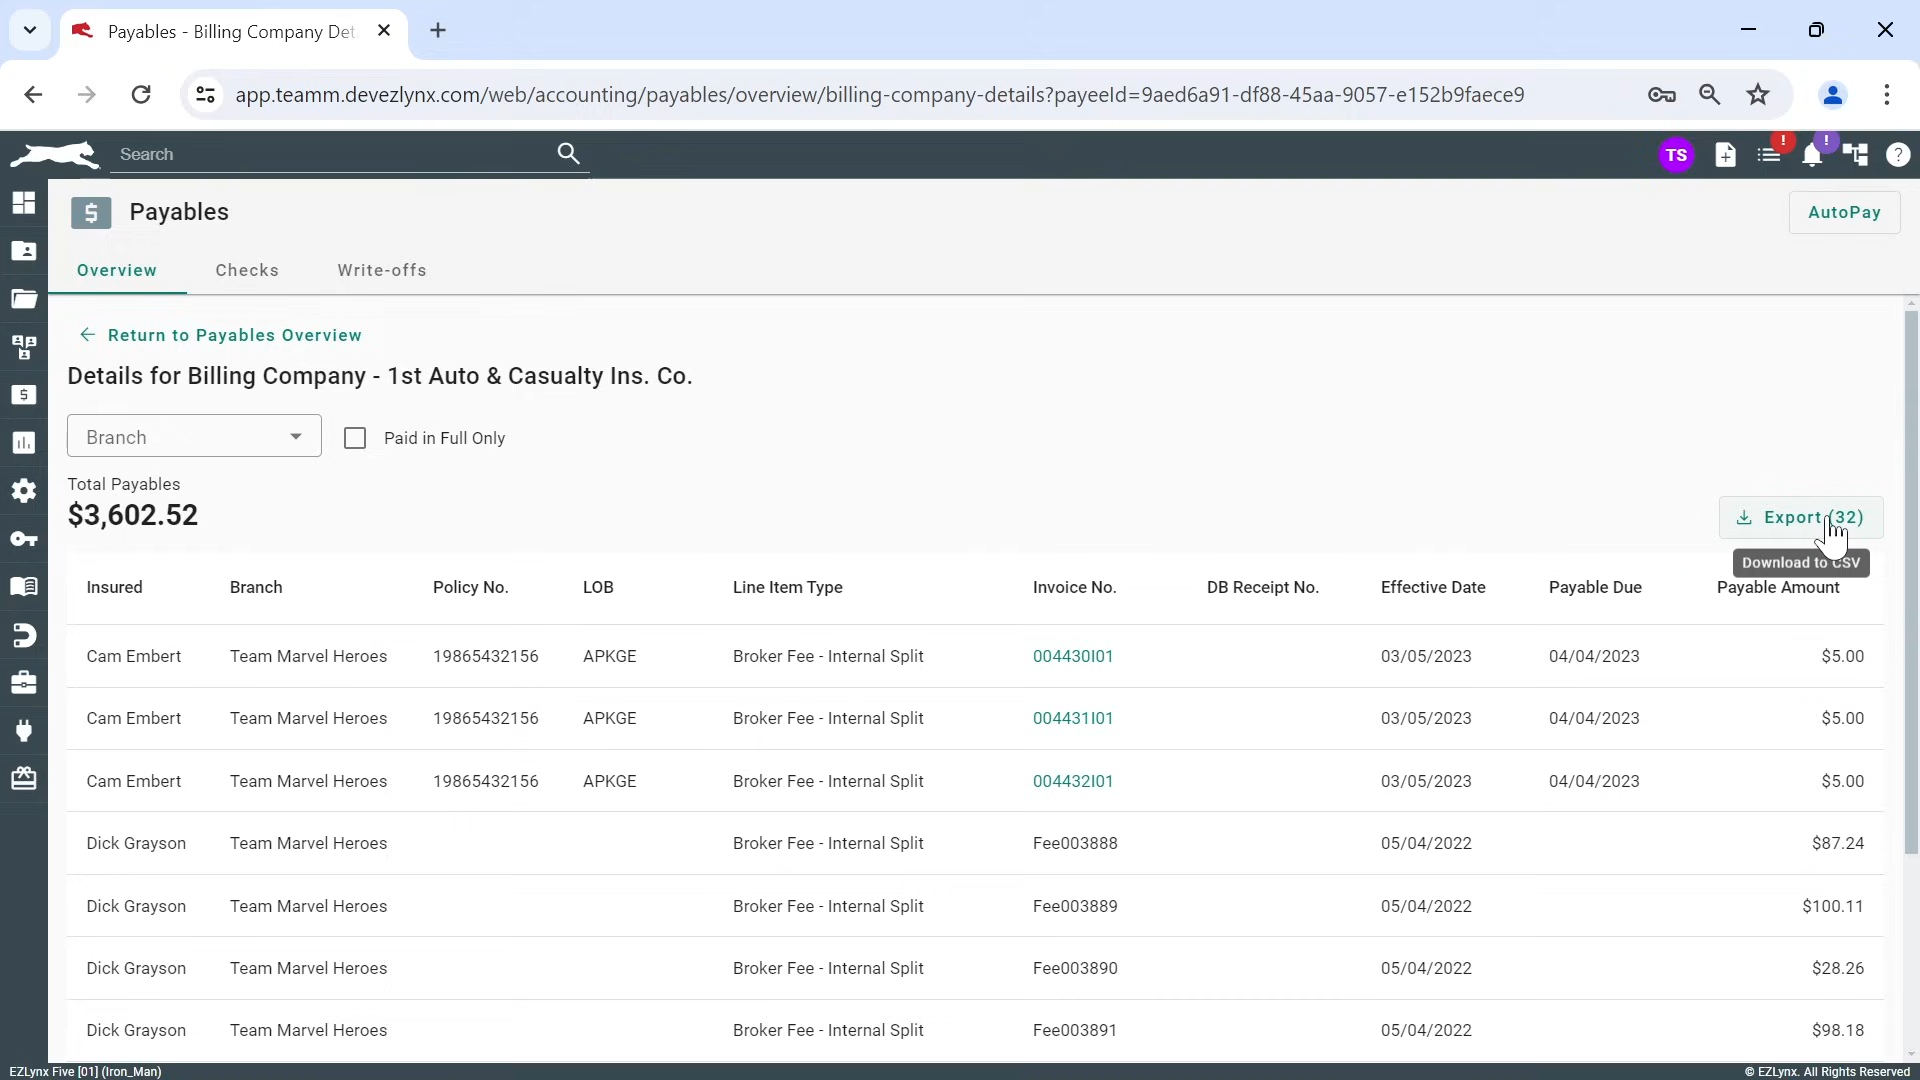 Payables - Billing Company Det
app.teamm.devezlynx.com/web/accounting/payables/overview/billing-company-details?payeeId=9aed6a91-df88-45aa-9057-e152b9faece9
Search
TS
Payables
AutoPay
Overview Checks Write-offs
Return to Payables Overview
Details for Billing Company - 1st Auto & Casualty Ins. Co.
Branch Paid in Full Only
Total Payables
$3,602.52
Export (32)
Download to CSV
Insured Branch Policy No. LOB Line Item Type Invoice No. DB Receipt No. Effective Date Payable Due Payable Amount
Cam Embert Team Marvel Heroes 19865432156 APKGE Broker Fee - Internal Split 004430I01 03/05/2023 04/04/2023 $5.00
Cam Embert Team Marvel Heroes 19865432156 APKGE Broker Fee - Internal Split 004431I01 03/05/2023 04/04/2023 $5.00
Cam Embert Team Marvel Heroes 19865432156 APKGE Broker Fee - Internal Split 004432I01 03/05/2023 04/04/2023 $5.00
Dick Grayson Team Marvel Heroes Broker Fee - Internal Split Fee003888 05/04/2022 $87.24
Dick Grayson Team Marvel Heroes Broker Fee - Internal Split Fee003889 05/04/2022 $100.11
Dick Grayson Team Marvel Heroes Broker Fee - Internal Split Fee003890 05/04/2022 $28.26
Dick Grayson Team Marvel Heroes Broker Fee - Internal Split Fee003891 05/04/2022 $98.18
EZLynx Five [01] (Iron_Man) © EZLynx. All Rights Reserved